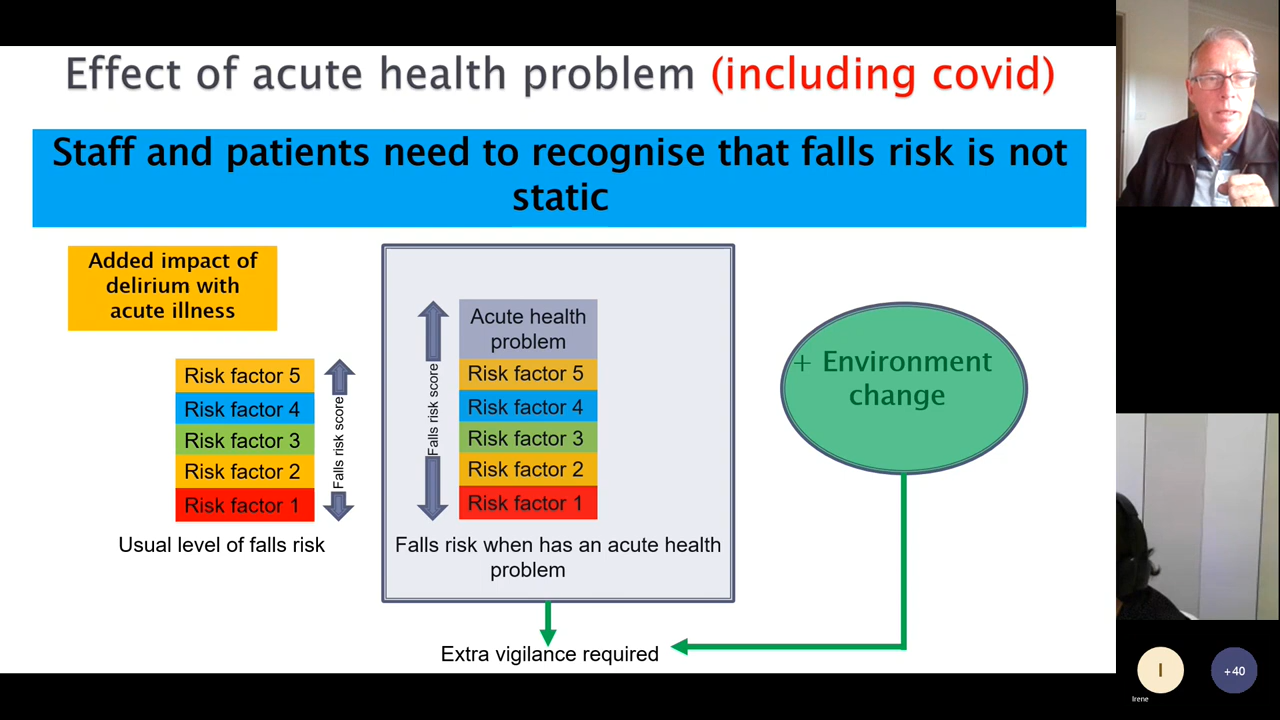 Effect of acute health problem (including covid)
Staff and patients need to recognise that falls risk is not
static
Added impact of
delirium with
acute illness
Risk factor 5
Risk factor 4
Risk factor 3
Risk factor 2
Risk factor 1
Falls risk score
Usual level of falls risk
Acute health
problem
Risk factor 5
Risk factor 4
Risk factor 3
Risk factor 2
Risk factor 1
Falls risk score
Falls risk when has an acute health
problem
+ Environment
change
Extra vigilance required
I
Irene
+40